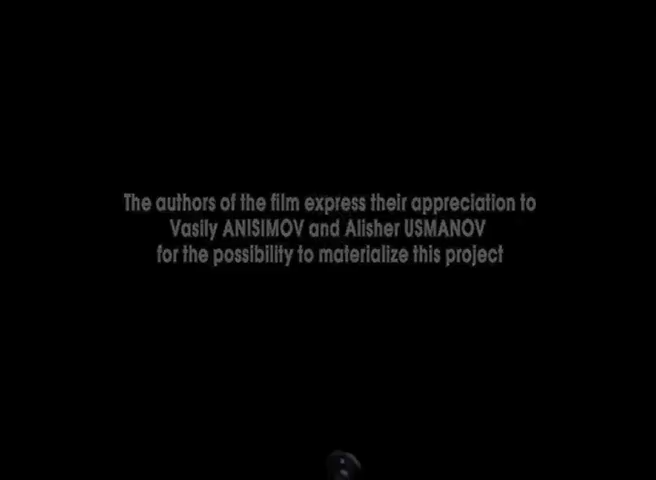 The authors of the film express their appreciation to
Vasily ANISIMOV and Alisher USMANOV
for the possibility to materialize this project